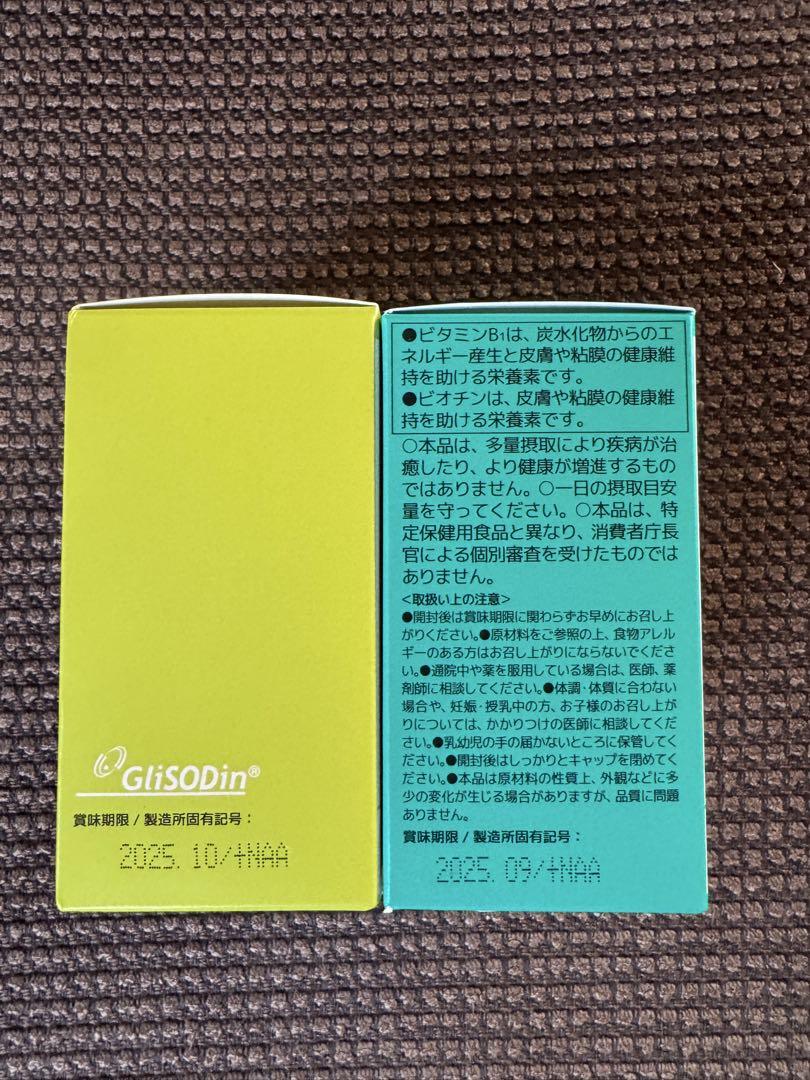 GliSODin®
賞味期限 / 製造所固有記号：
2025. 10/+NAA
●ビタミンB₁は、炭水化物からのエ
ネルギー産生と皮膚や粘膜の健康維
持を助ける栄養素です。
●ビオチンは、皮膚や粘膜の健康維
持を助ける栄養素です。
○本品は、多量摂取により疾病が治
癒したり、より健康が増進するもの
ではありません。○一日の摂取目安
量を守ってください。○本品は、特
定保健用食品と異なり、消費者庁長
官による個別審査を受けたものでは
ありません。
<取扱い上の注意>
●開封後は賞味期限に関わらずお早めにお召し上
がりください。●原材料をご参照の上、食物アレル
ギーのある方はお召し上がりにならないでくださ
い。●通院中や薬を服用している場合は、医師、薬
剤師に相談してください。●体調・体質に合わない
場合や、妊娠・授乳中の方、お子様のお召し上が
りについては、かかりつけの医師に相談してくだ
さい。●乳幼児の手の届かないところに保管してく
ださい。●開封後はしっかりとキャップを閉めてく
ださい。●本品は原材料の性質上、外観などに多
少の変化が生じる場合がありますが、品質に問題
ありません。
賞味期限 / 製造所固有記号：
2025. 09/+NAA